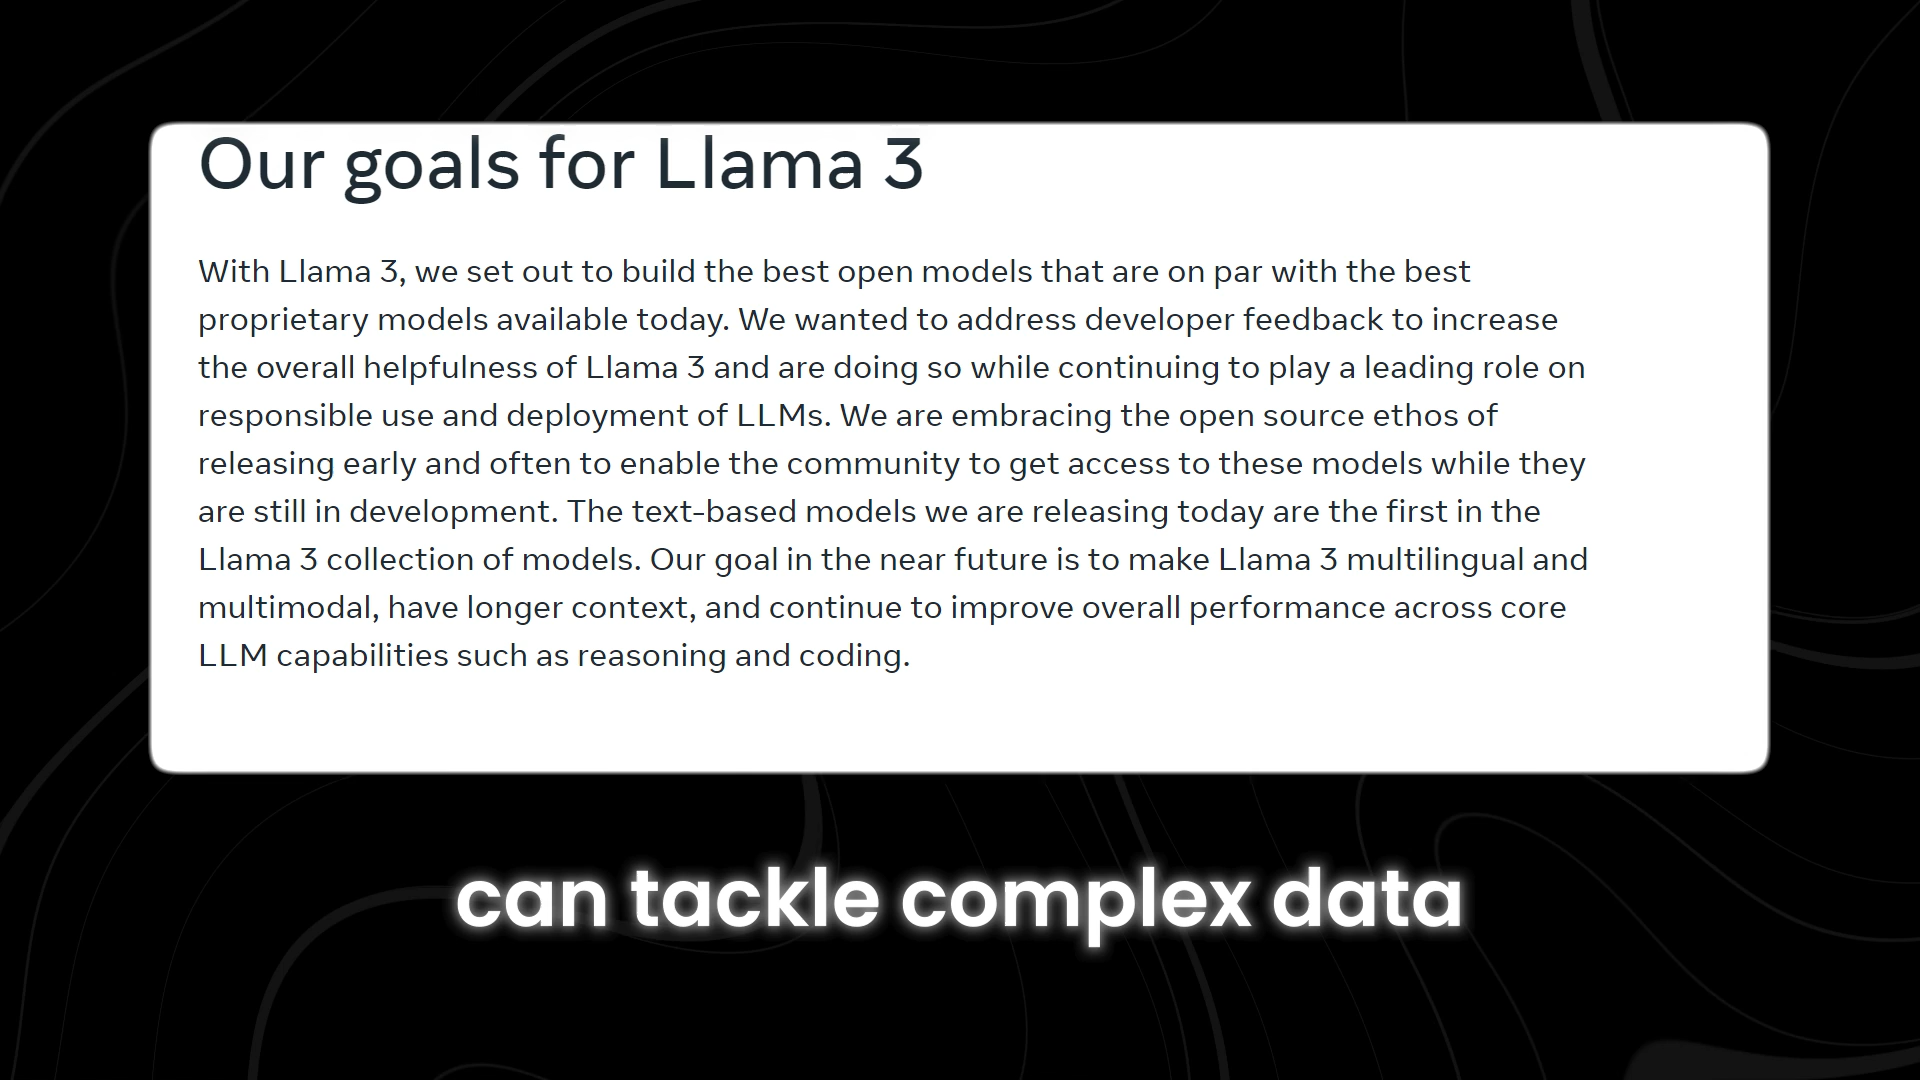 Our goals for Llama 3
With Llama 3, we set out to build the best open models that are on par with the best
proprietary models available today. We wanted to address developer feedback to increase
the overall helpfulness of Llama 3 and are doing so while continuing to play a leading role on
responsible use and deployment of LLMs. We are embracing the open source ethos of
releasing early and often to enable the community to get access to these models while they
are still in development. The text-based models we are releasing today are the first in the
Llama 3 collection of models. Our goal in the near future is to make Llama 3 multilingual and
multimodal, have longer context, and continue to improve overall performance across core
LLM capabilities such as reasoning and coding.
can tackle complex data